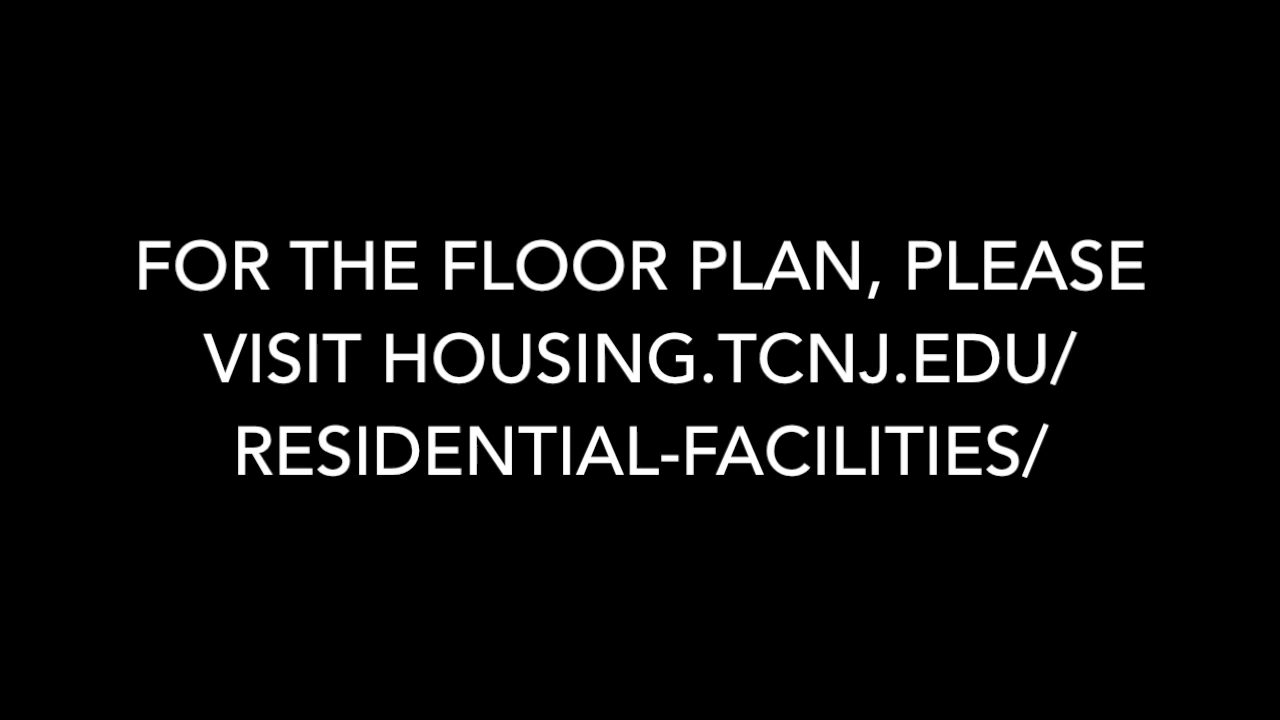 FOR THE FLOOR PLAN, PLEASE
VISIT HOUSING.TCNJ.EDU/
RESIDENTIAL-FACILITIES/